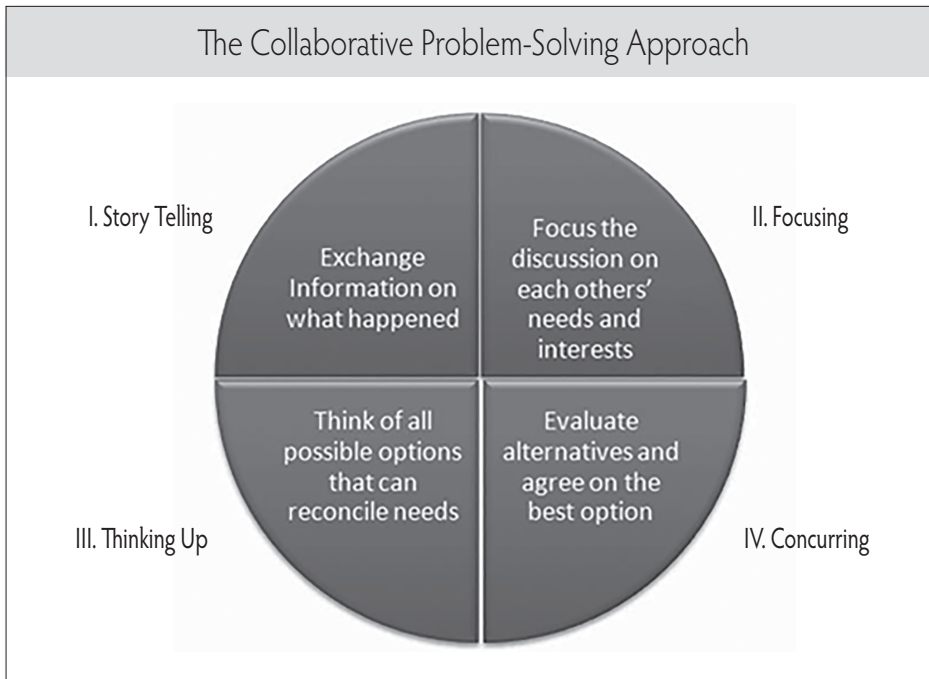 The Collaborative Problem-Solving Approach
I. Story Telling
Exchange
Information on
what happened
II. Focusing
Focus the
discussion on
each others’
needs and
interests
III. Thinking Up
Think of all
possible options
that can
reconcile needs
IV. Concurring
Evaluate
alternatives and
agree on the
best option